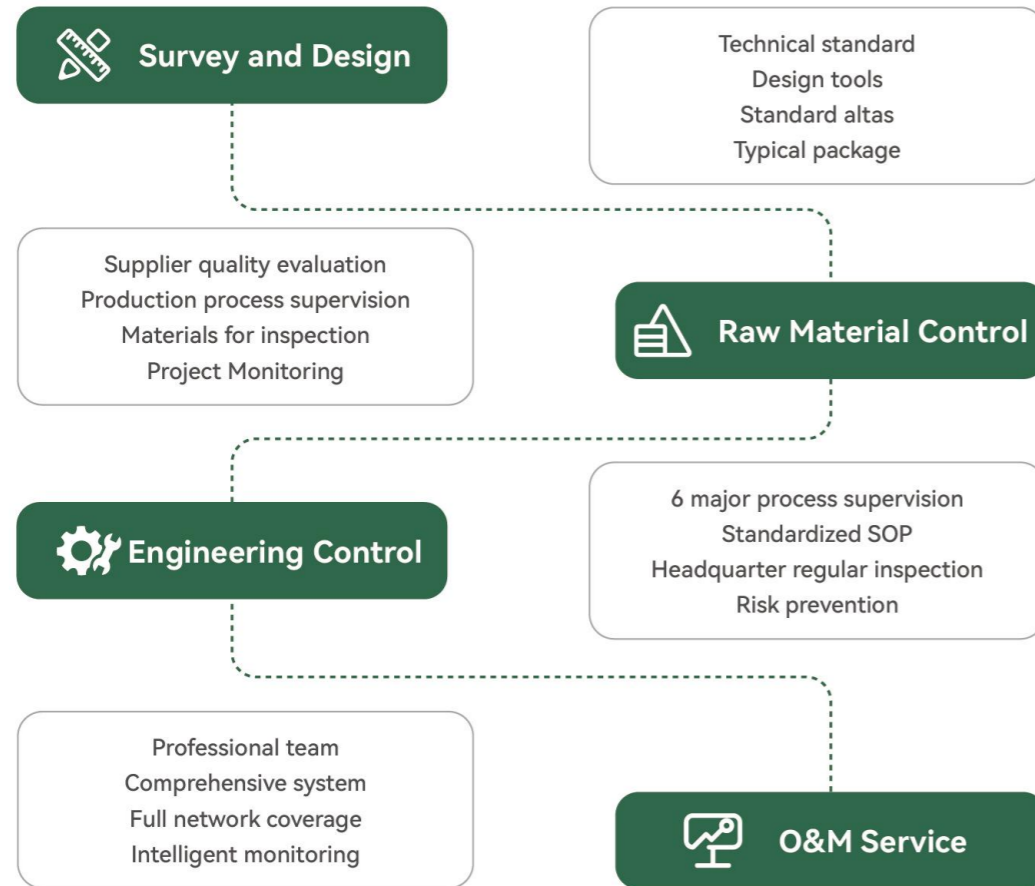 Survey and Design
Technical standard
Design tools
Standard altas
Typical package
Supplier quality evaluation
Production process supervision
Materials for inspection
Project Monitoring
Raw Material Control
Engineering Control
6 major process supervision
Standardized SOP
Headquarter regular inspection
Risk prevention
Professional team
Comprehensive system
Full network coverage
Intelligent monitoring
O&M Service